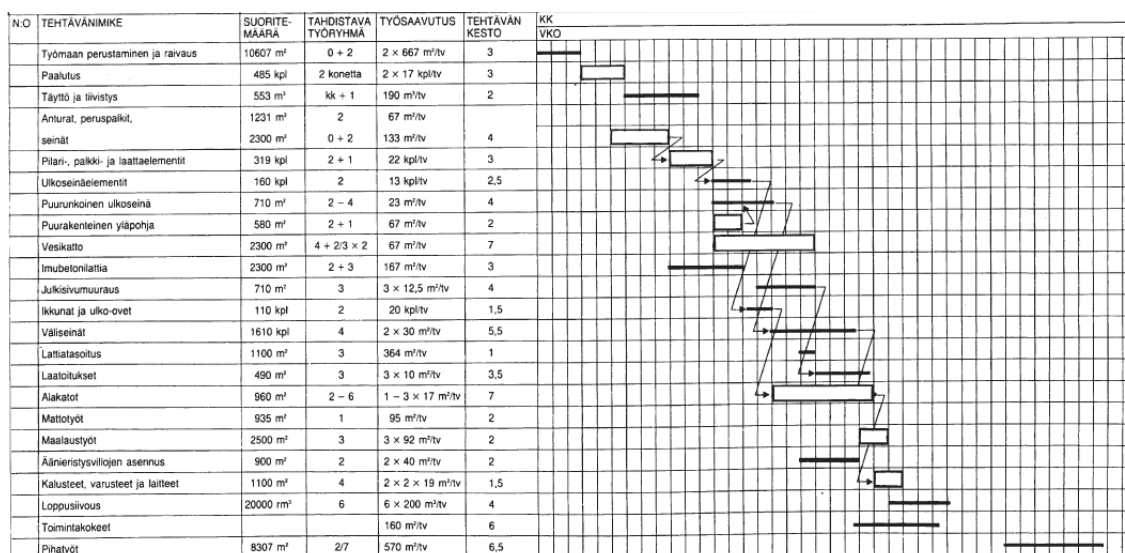 N:O TEHTÄVÄNIMIKE SUORITE-MÄÄRÄ TAHDISTAVA TYÖRYHMÄ TYÖSAAVUTUS TEHTÄVÄN KESTO KK
VKO
Työmaan perustaminen ja raivaus 10607 m² 0 + 2 2 × 667 m²/tv 3
Paalutus 485 kpl 2 konetta 2 × 17 kpl/tv 3
Täyttö ja tiivistys 553 m³ kk + 1 190 m³/tv 2
Anturat, peruspalkit, 1231 m² 2 67 m²/tv
seinät 2300 m² 0 + 2 133 m²/tv 4
Pilari-, palkki- ja laattaelementit 319 kpl 2 + 1 22 kpl/tv 3
Ulkoseinäelementit 160 kpl 2 13 kpl/tv 2,5
Puurunkoinen ulkoseinä 710 m² 2 – 4 23 m²/tv 4
Puurakenteinen yläpohja 580 m² 2 + 1 67 m²/tv 2
Vesikatto 2300 m² 4 + 2/3 × 2 67 m²/tv 7
Imubetonilattia 2300 m² 2 + 3 167 m²/tv 3
Julkisivumuuraus 710 m² 3 3 × 12,5 m²/tv 4
Ikkunat ja ulko-ovet 110 kpl 2 20 kpl/tv 1,5
Väliseinät 1610 kpl 4 2 × 30 m²/tv 5,5
Lattiatasoitus 1100 m² 3 364 m²/tv 1
Laatoitukset 490 m² 3 3 × 10 m²/tv 3,5
Alakatot 960 m² 2 – 6 1 – 3 × 17 m²/tv 7
Mattotyöt 935 m² 1 95 m²/tv 2
Maalaustyöt 2500 m² 3 3 × 92 m²/tv 2
Äänieristysvillojen asennus 900 m² 2 2 × 40 m²/tv 2
Kalusteet, varusteet ja laitteet 1100 m² 4 2 × 2 × 19 m²/tv 1,5
Loppusiivous 20000 rm³ 6 6 × 200 m³/tv 4
Toimintakokeet 160 m²/tv 6
Pihatyöt 8307 m² 2/7 570 m²/tv 6,5